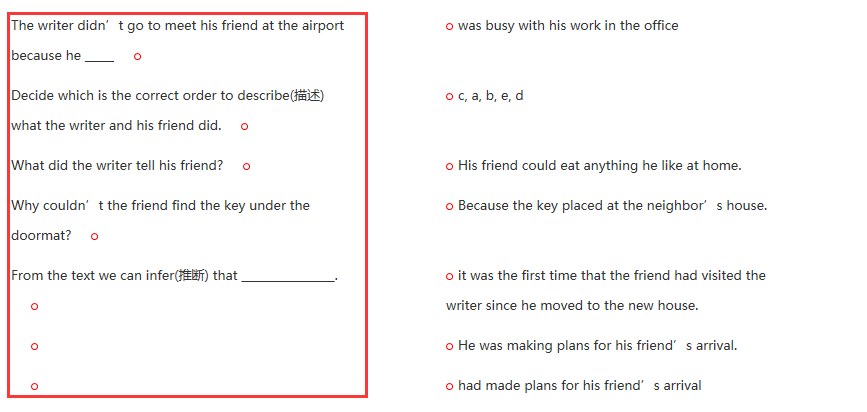 The writer didn't go to meet his friend at the airport
because he ____
Decide which is the correct order to describe(描述)
what the writer and his friend did.
What did the writer tell his friend?
Why couldn't the friend find the key under the
doormat?
From the text we can infer(推断) that ______________.
was busy with his work in the office
c, a, b, e, d
His friend could eat anything he like at home.
Because the key placed at the neighbor's house.
it was the first time that the friend had visited the
writer since he moved to the new house.
He was making plans for his friend's arrival.
had made plans for his friend's arrival